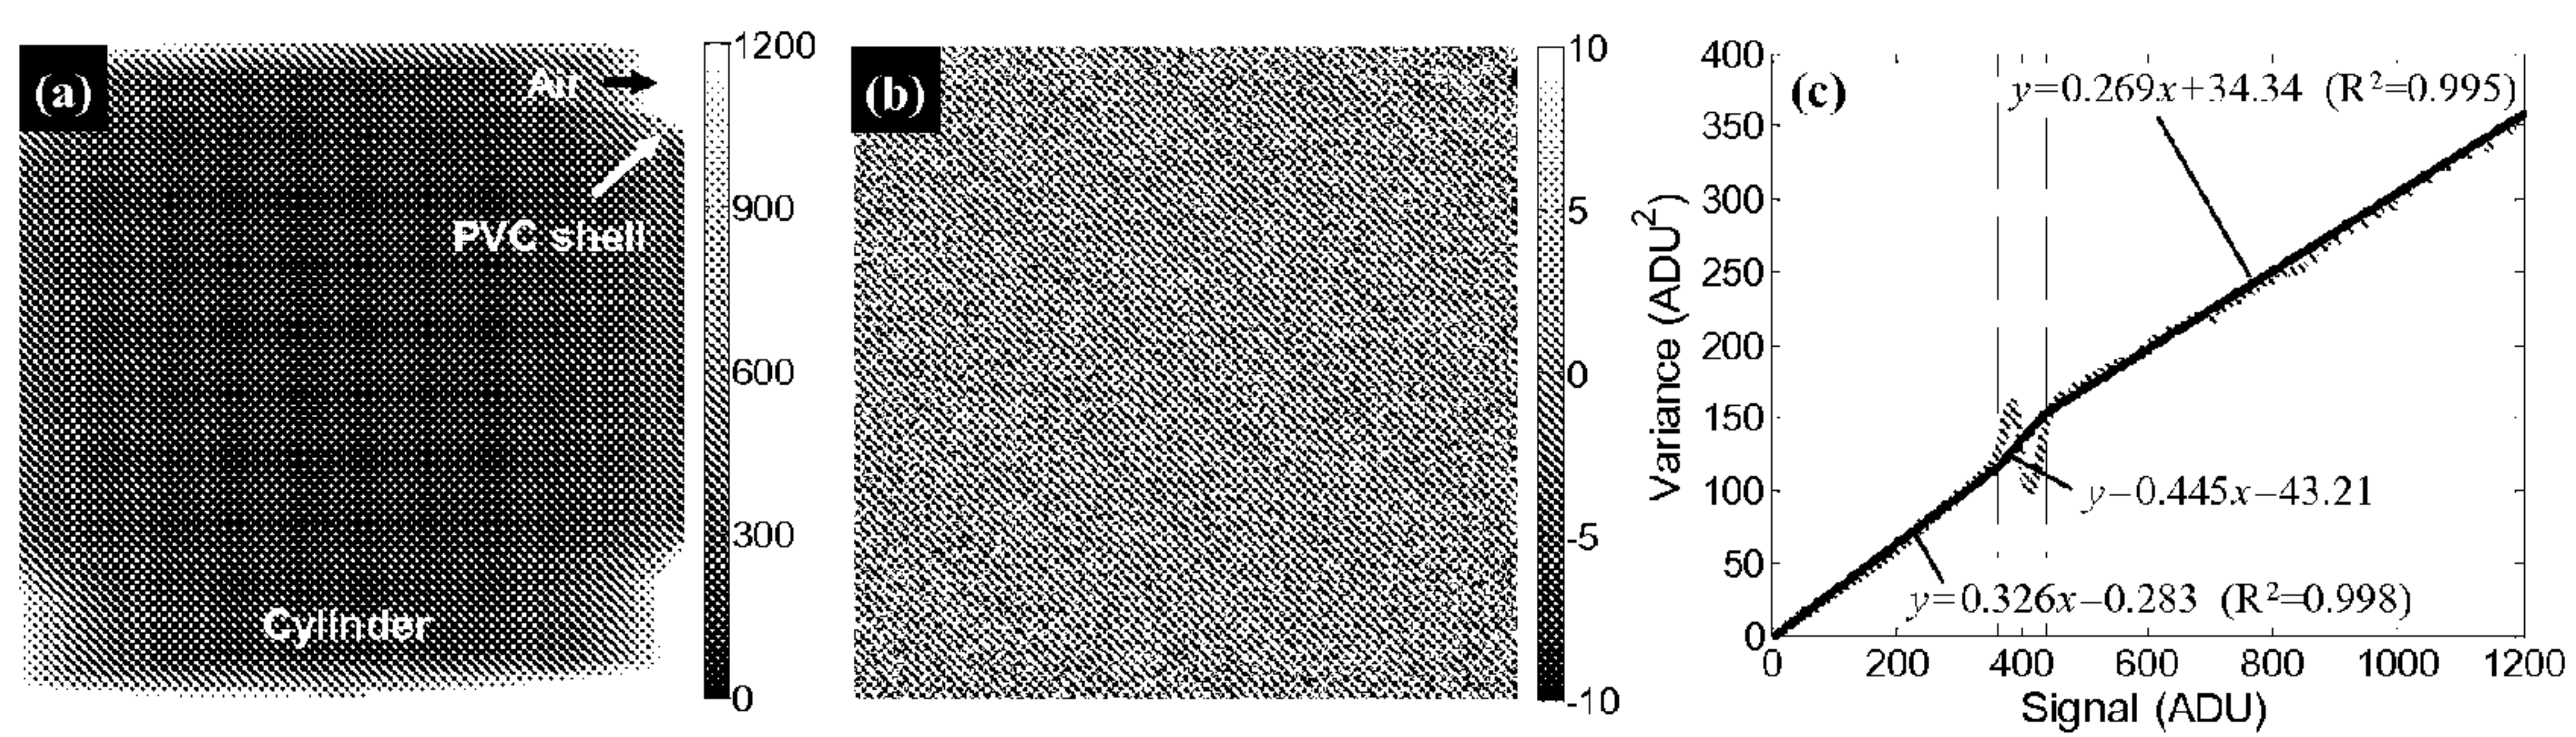 (a)
Air
PVC shell
Cylinder
1200
900
600
300
0
(b)
10
5
0
-5
-10
(c)
y=0.269x+34.34 (R²=0.995)
y=0.445x−43.21
y=0.326x−0.283 (R²=0.998)
Variance (ADU²)
400
350
300
250
200
150
100
50
0
0 200 400 600 800 1000 1200
Signal (ADU)